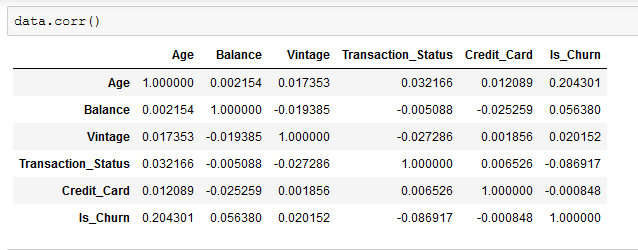 data.corr()
Age Balance Vintage Transaction_Status Credit_Card Is_Churn
Age 1.000000 0.002154 0.017353 0.032166 0.012089 0.204301
Balance 0.002154 1.000000 -0.019385 -0.005088 -0.025259 0.056380
Vintage 0.017353 -0.019385 1.000000 -0.027286 0.001856 0.020152
Transaction_Status 0.032166 -0.005088 -0.027286 1.000000 0.006526 -0.086917
Credit_Card 0.012089 -0.025259 0.001856 0.006526 1.000000 -0.000848
Is_Churn 0.204301 0.056380 0.020152 -0.086917 -0.000848 1.000000